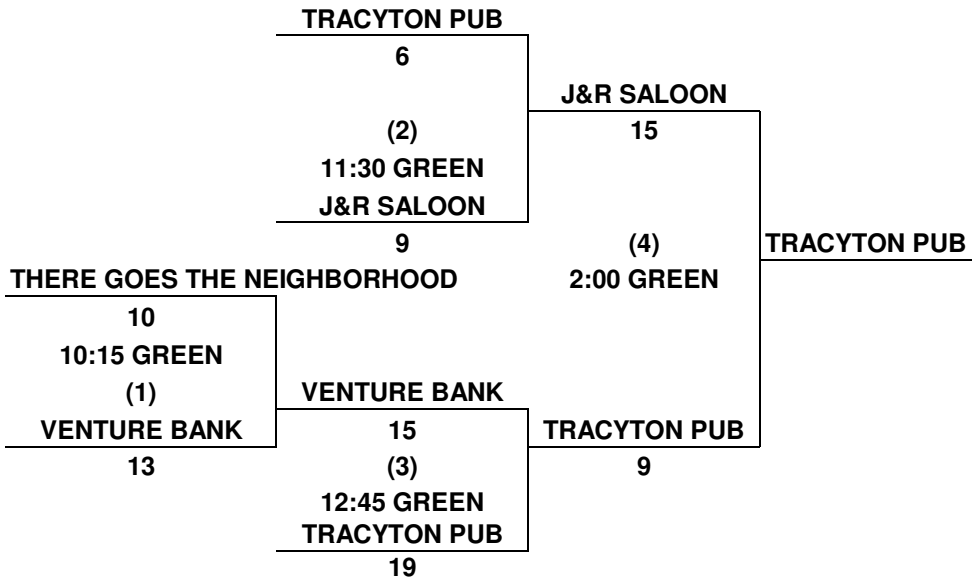 TRACYTON PUB
6
J&R SALOON
(2)
15
11:30 GREEN
J&R SALOON
9
(4)
TRACYTON PUB
THERE GOES THE NEIGHBORHOOD
2:00 GREEN
10
10:15 GREEN
(1)
VENTURE BANK
VENTURE BANK
15
TRACYTON PUB
13
(3)
9
12:45 GREEN
TRACYTON PUB
19